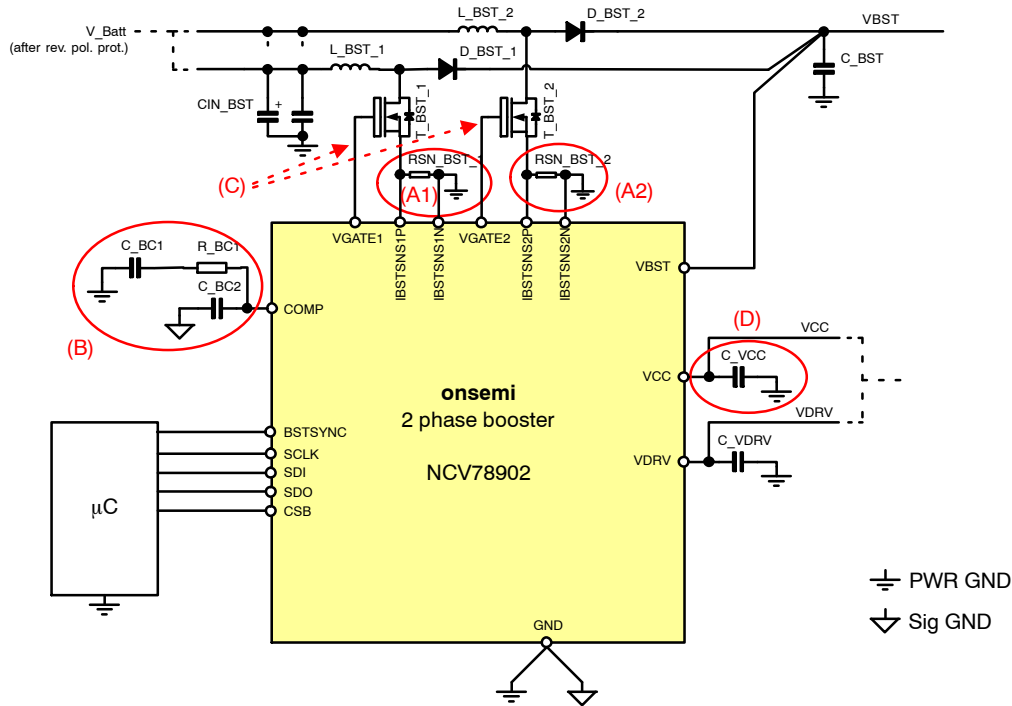 L_BST_2
D_BST_2
VBST
V_Batt
(after rev. pol. prot.)
L_BST_1
D_BST_1
C_BST
CIN_BST
+
T_BST_1
T_BST_2
RSN_BST_1
RSN_BST_2
(C)
(A1)
(A2)
VGATE1
IBSTSNS1P
IBSTSNS1N
VGATE2
IBSTSNS2P
IBSTSNS2N
C_BC1
R_BC1
VBST
C_BC2
COMP
(B)
(D)
VCC
C_VCC
VCC
onsemi
2 phase booster
NCV78902
VDRV
C_VDRV
VDRV
BSTSYNC
SCLK
SDI
SDO
CSB
μC
PWR GND
Sig GND
GND